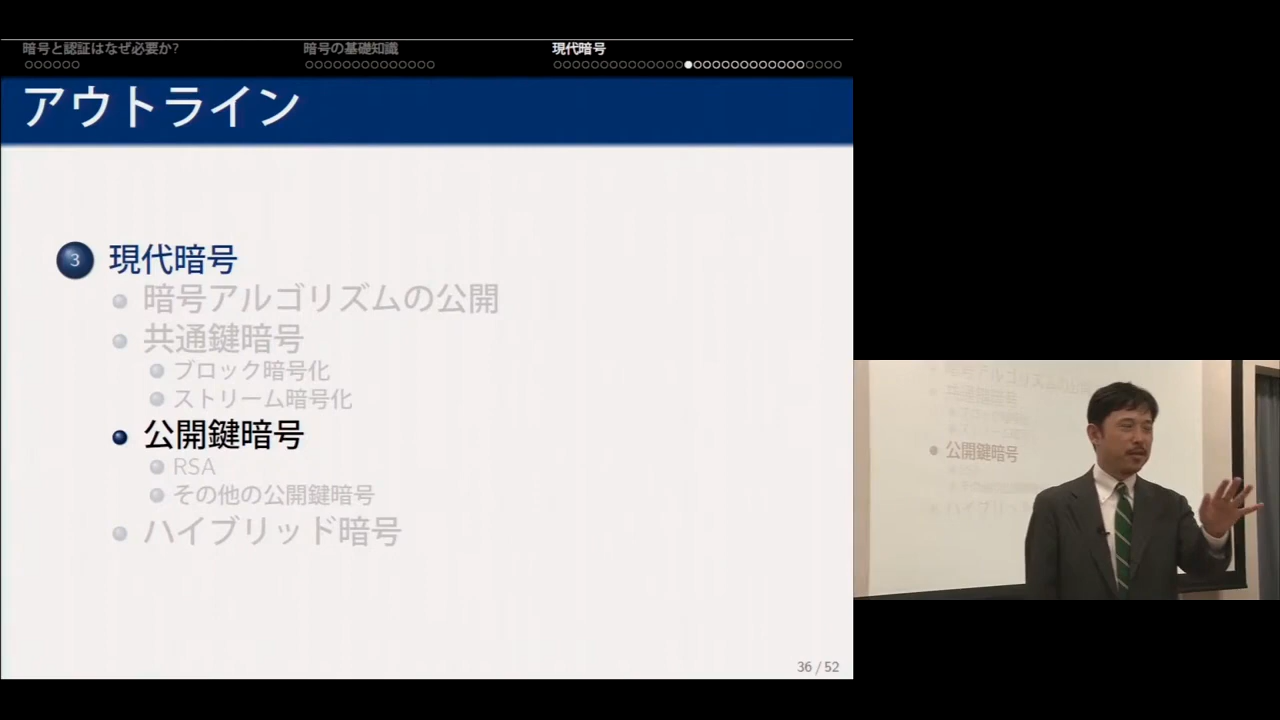 暗号と認証はなぜ必要か?
暗号の基礎知識
現代暗号
アウトライン
3 現代暗号
暗号アルゴリズムの公開
共通鍵暗号
ブロック暗号化
ストリーム暗号化
公開鍵暗号
RSA
その他の公開鍵暗号
ハイブリッド暗号
36 / 52
公開鍵暗号